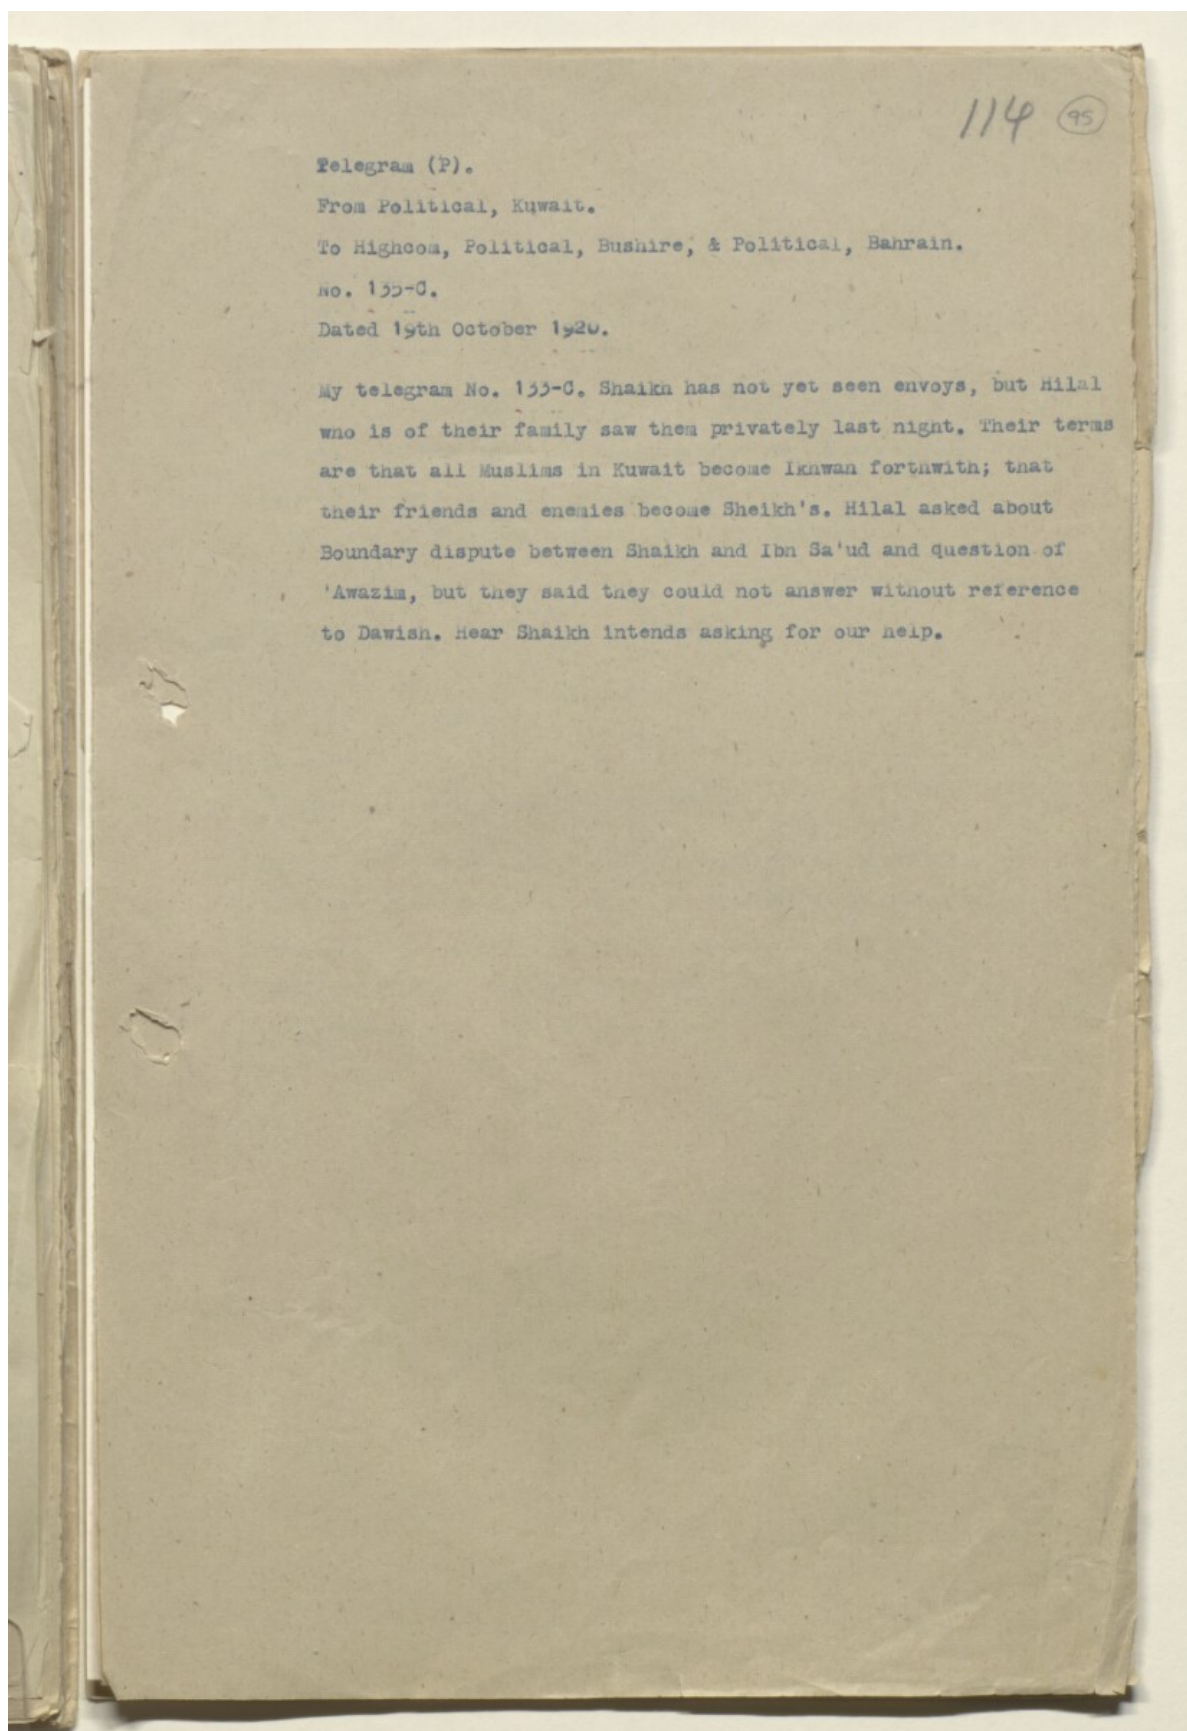 114 95
Telegram (P).
From Political, Kuwait.
To Highcom, Political, Bushire, & Political, Bahrain.
No. 135-C.
Dated 19th October 1920.
My telegram No. 133-C. Shaikh has not yet seen envoys, but Hilal
who is of their family saw them privately last night. Their terms
are that all Muslims in Kuwait become Ikhwan forthwith; that
their friends and enemies become Sheikh's. Hilal asked about
Boundary dispute between Shaikh and Ibn Sa'ud and question of
'Awazim, but they said they could not answer without reference
to Dawish. Hear Shaikh intends asking for our help.